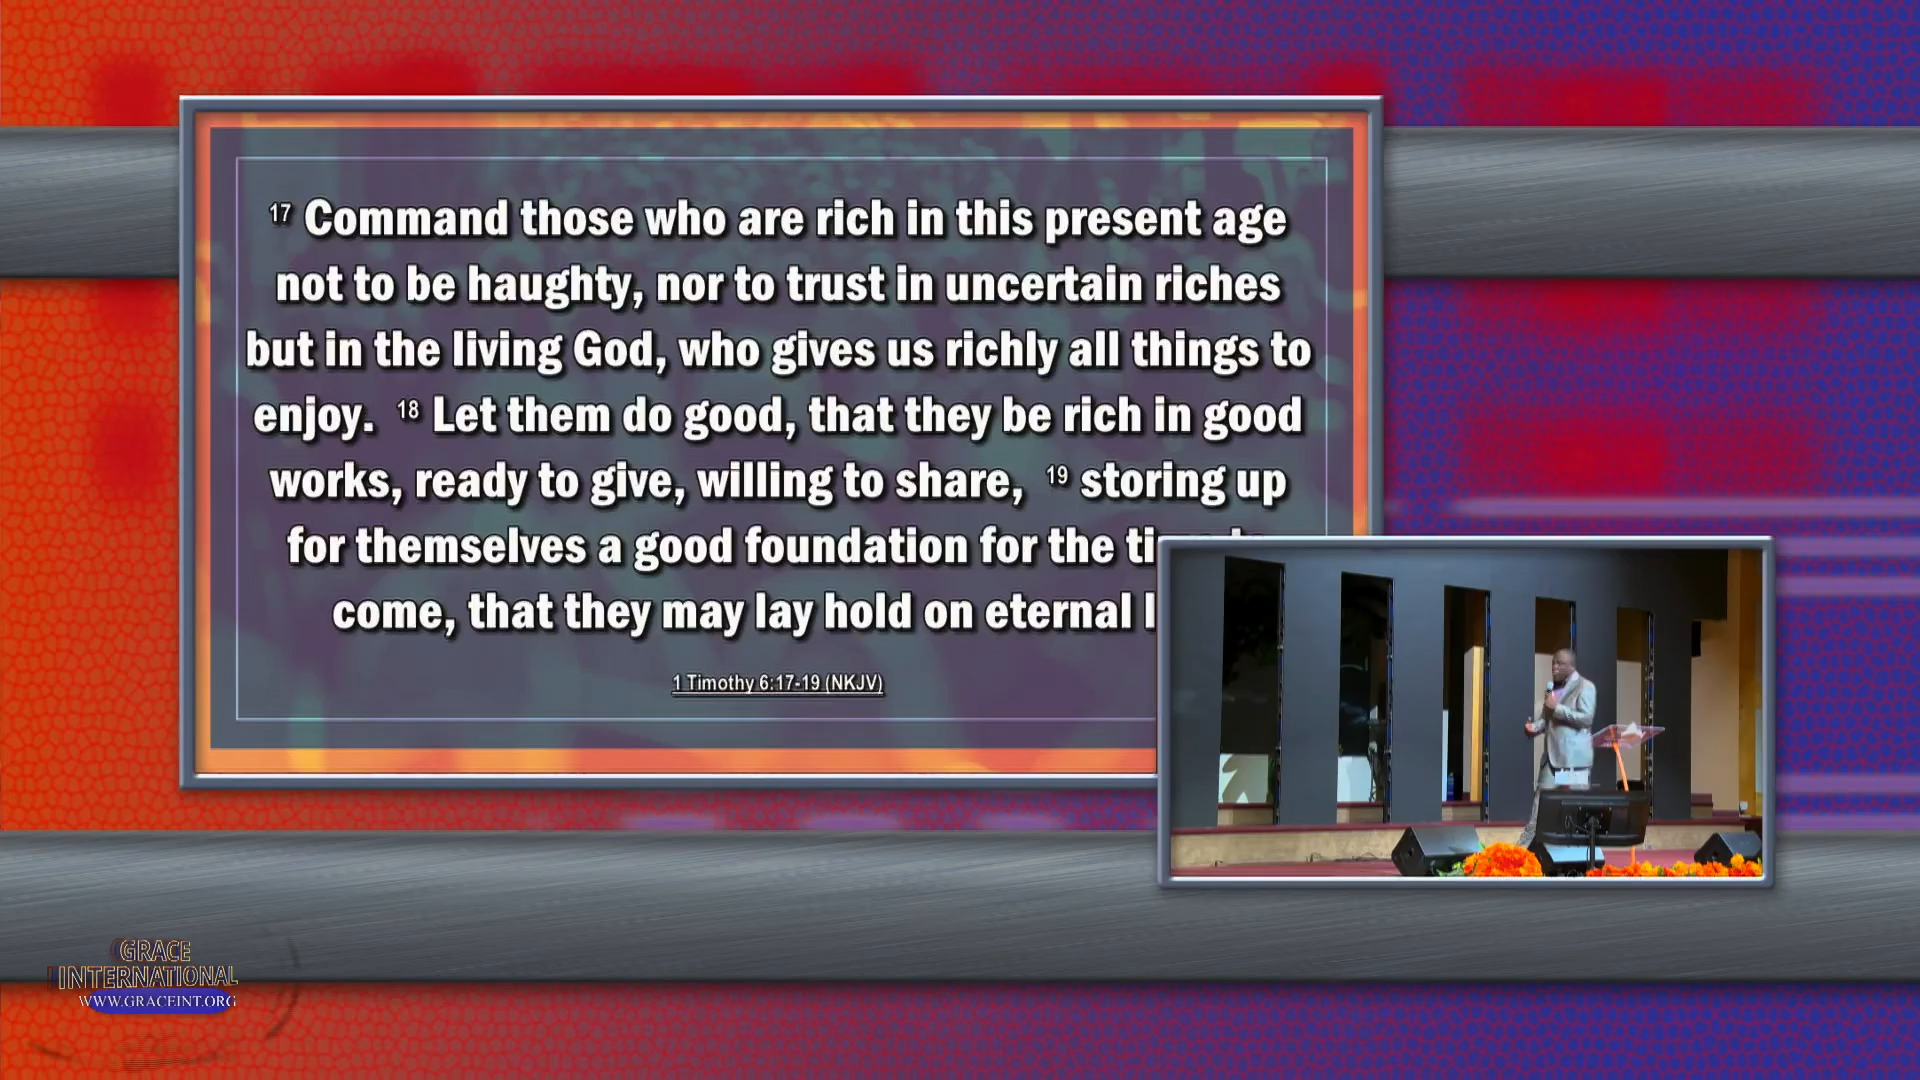 17 Command those who are rich in this present age
not to be haughty, nor to trust in uncertain riches
but in the living God, who gives us richly all things to
enjoy. 18 Let them do good, that they be rich in good
works, ready to give, willing to share, 19 storing up
for themselves a good foundation for the
come, that they may lay hold on eternal
1 Timothy 6:17-19 (NKJV)
GRACE
INTERNATIONAL
WWW.GRACEINT.ORG